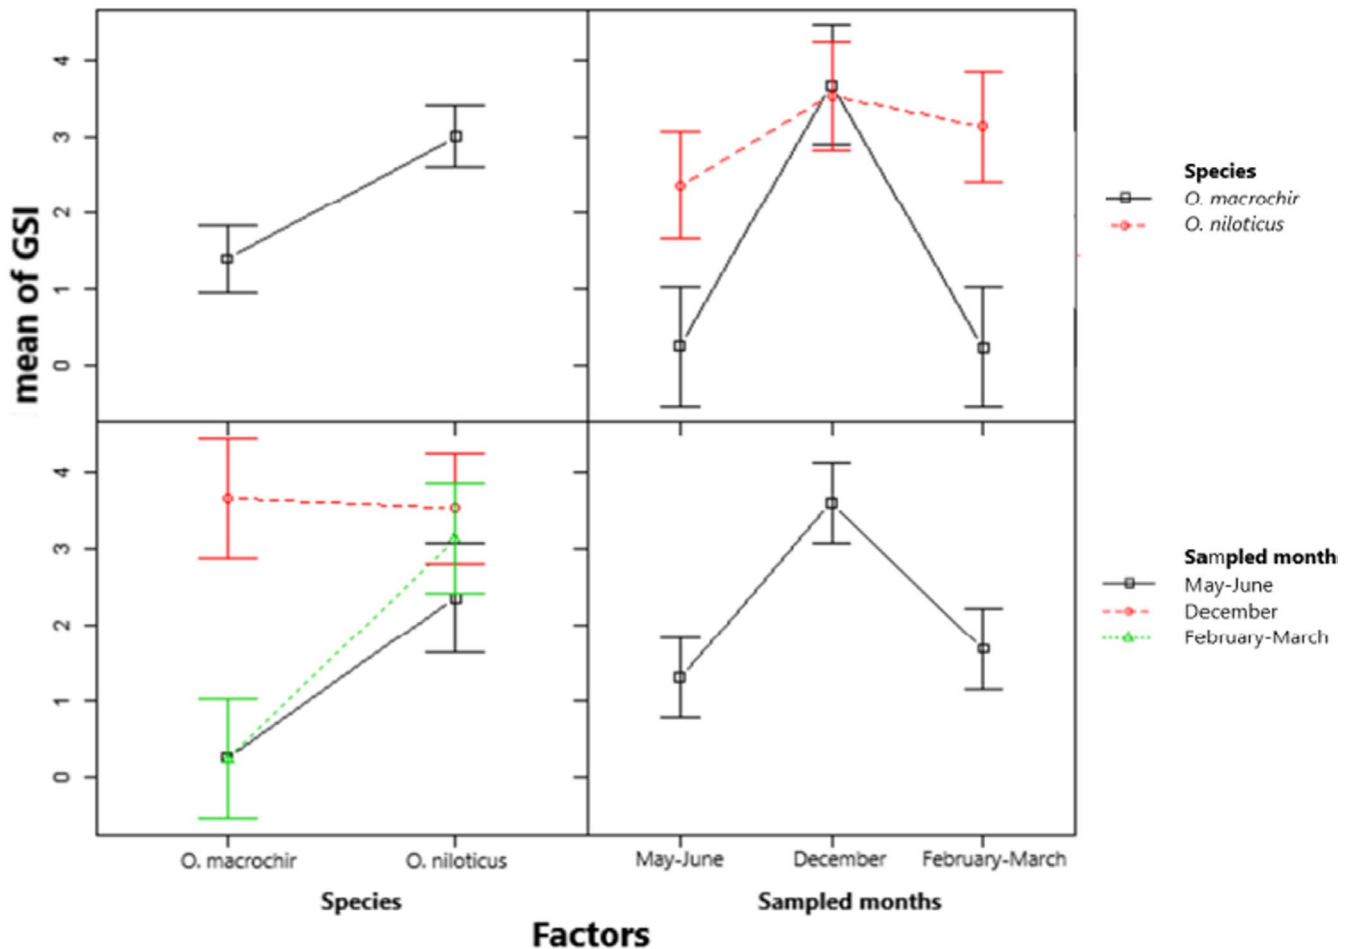 mean of GSI
4
3
2
1
0
4
3
2
1
0
Species
O. macrochir
O. niloticus
Sampled month
May-June
December
February-March
O. macrochir
O. niloticus
May-June
December
February-March
Species
Sampled months
Factors